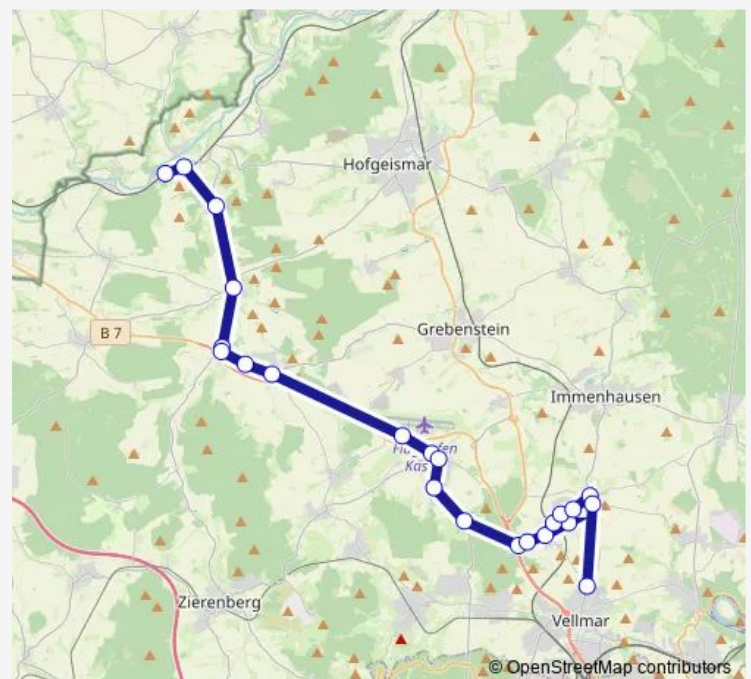 Hofgeismar
B 7
Grebenstein
Immenhausen
Kas
Zierenberg
Vellmar
© OpenStreetMap contributors